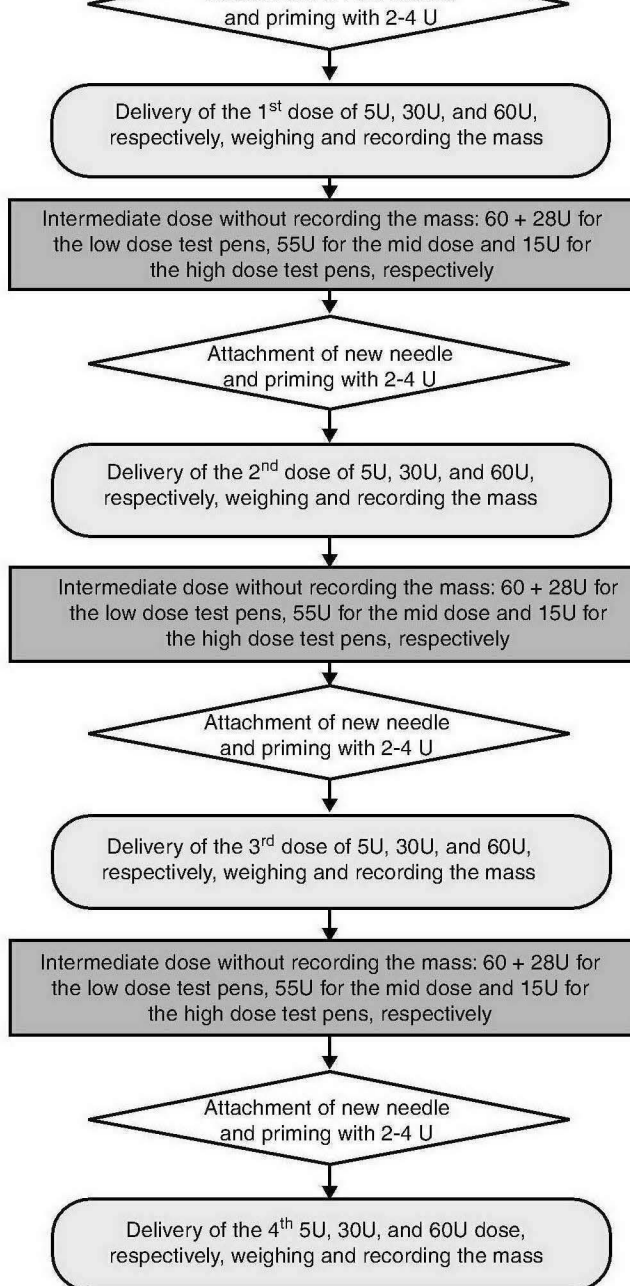 and priming with 2-4 U
Delivery of the 1st dose of 5U, 30U, and 60U,
respectively, weighing and recording the mass
Intermediate dose without recording the mass: 60 + 28U for
the low dose test pens, 55U for the mid dose and 15U for
the high dose test pens, respectively
Attachment of new needle
and priming with 2-4 U
Delivery of the 2nd dose of 5U, 30U, and 60U,
respectively, weighing and recording the mass
Intermediate dose without recording the mass: 60 + 28U for
the low dose test pens, 55U for the mid dose and 15U for
the high dose test pens, respectively
Attachment of new needle
and priming with 2-4 U
Delivery of the 3rd dose of 5U, 30U, and 60U,
respectively, weighing and recording the mass
Intermediate dose without recording the mass: 60 + 28U for
the low dose test pens, 55U for the mid dose and 15U for
the high dose test pens, respectively
Attachment of new needle
and priming with 2-4 U
Delivery of the 4th 5U, 30U, and 60U dose,
respectively, weighing and recording the mass